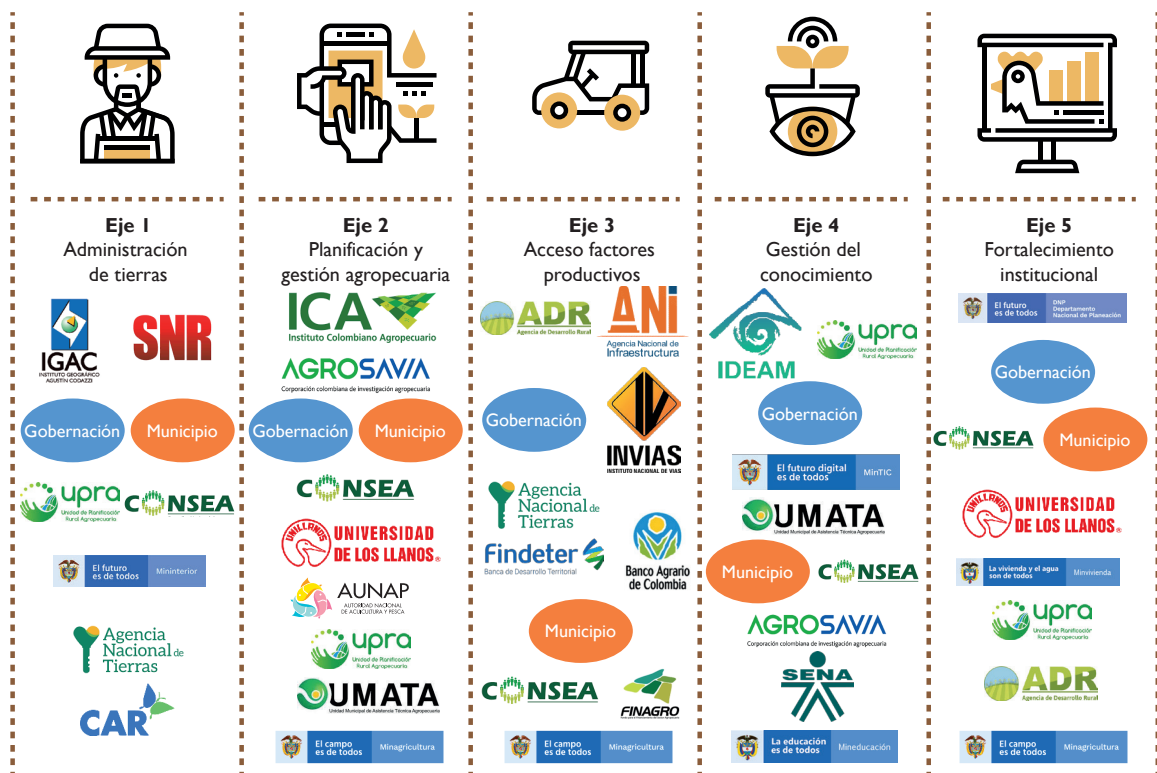 Eje 1
Administración
de tierras
IGAC
INSTITUTO GEOGRÁFICO
AGUSTÍN CODAZZI
SNR
Gobernación
Municipio
upra
Unidad de Planificación
Rural Agropecuaria
CONSEA
El futuro
es de todos
Mininterior
Agencia
Nacional de
Tierras
CAR
Eje 2
Planificación y
gestión agropecuaria
ICA
Instituto Colombiano Agropecuario
AGROSAVIA
Corporación colombiana de investigación agropecuaria
Gobernación
Municipio
CONSEA
UNILLANOS
UNIVERSIDAD
DE LOS LLANOS®
AUNAP
AUTORIDAD NACIONAL
DE ACUICULTURA Y PESCA
upra
Unidad de Planificación
Rural Agropecuaria
UMATA
Unidad Municipal de Asistencia Técnica Agropecuaria
El campo
es de todos
Minagricultura
Eje 3
Acceso factores
productivos
ADR
Agencia de Desarrollo Rural
ANi
Agencia Nacional de
Infraestructura
Gobernación
INVIAS
INSTITUTO NACIONAL DE VIAS
Agencia
Nacional de
Tierras
Findeter
Banca de Desarrollo Territorial
Banco Agrario
de Colombia
Municipio
CONSEA
FINAGRO
El campo
es de todos
Minagricultura
Eje 4
Gestión del
conocimiento
IDEAM
upra
Unidad de Planificación
Rural Agropecuaria
Gobernación
El futuro digital
es de todos
MinTIC
UMATA
Unidad Municipal de Asistencia Técnica Agropecuaria
Municipio
CONSEA
AGROSAVIA
Corporación colombiana de investigación agropecuaria
SENA
La educación
es de todos
Mineducación
Eje 5
Fortalecimiento
institucional
El futuro
es de todos
DNP
Departamento
Nacional de Planeación
Gobernación
CONSEA
Municipio
UNILLANOS
UNIVERSIDAD
DE LOS LLANOS®
La vivienda y el agua
son de todos
Minvivienda
upra
Unidad de Planificación
Rural Agropecuaria
ADR
Agencia de Desarrollo Rural
El campo
es de todos
Minagricultura